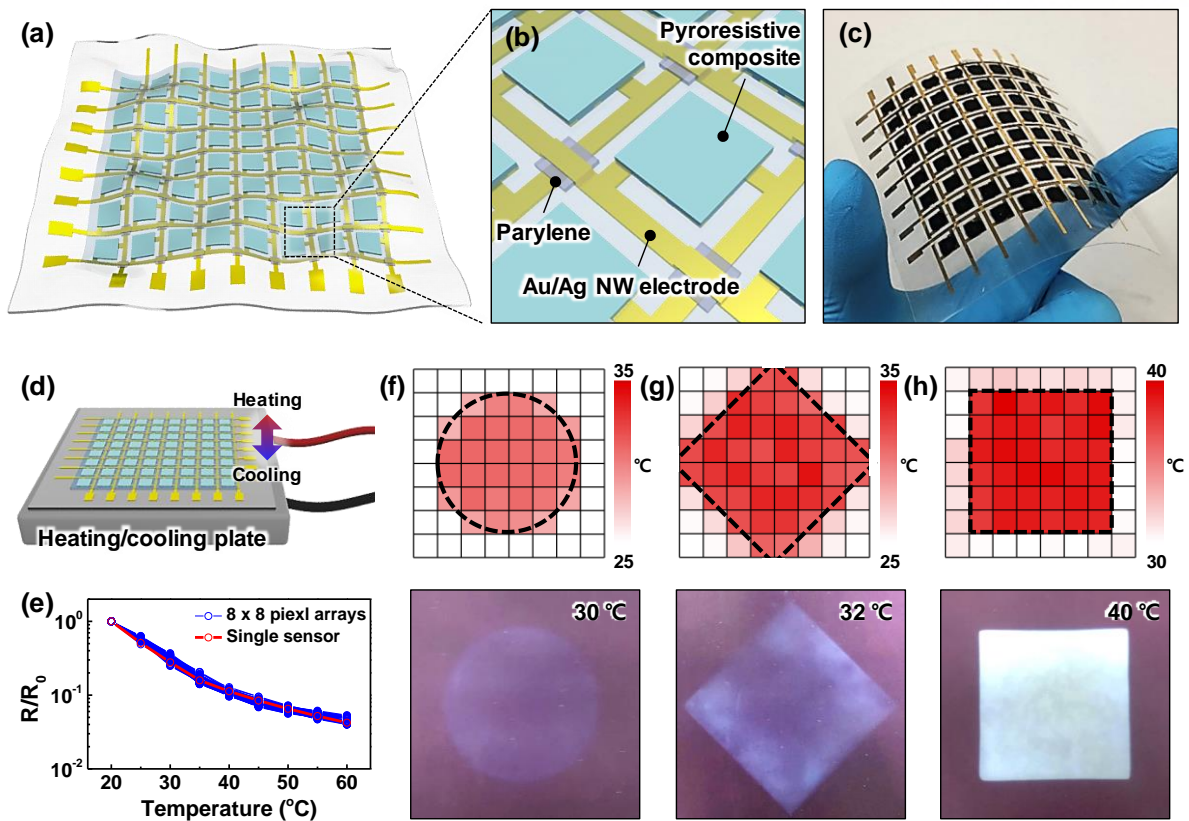 (a)
(b)
Pyroresistive
composite
Parylene
Au/Ag NW electrode
(c)
(d)
Heating
Cooling
Heating/cooling plate
(e)
10⁰
10⁻¹
10⁻²
R/R₀
8 x 8 piexl arrays
Single sensor
20
30
40
50
60
Temperature (°C)
(f)
35
℃
25
30 ℃
(g)
35
℃
25
32 ℃
(h)
40
℃
30
40 ℃